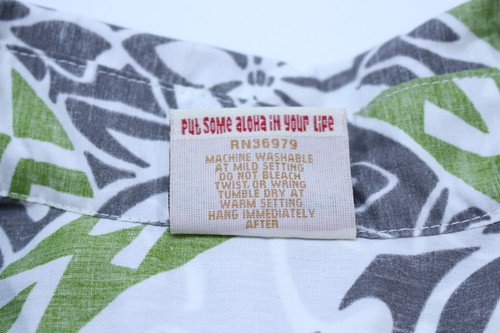 Put Some aloha in your Life
RN36979
MACHINE WASHABLE
AT MILD SETTING
DO NOT BLEACH
TWIST, OR WRING
TUMBLE DRY AT
WARM SETTING
HANG IMMEDIATELY
AFTER